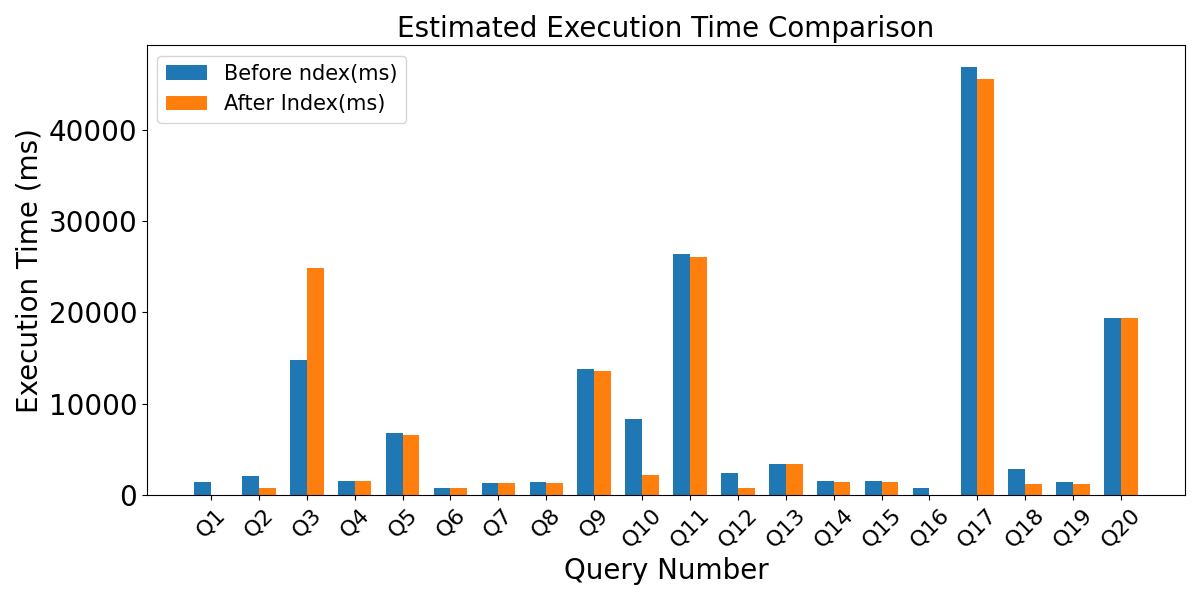 Estimated Execution Time Comparison
Before ndex(ms)
After Index(ms)
Execution Time (ms)
40000
30000
20000
10000
0
Q1 Q2 Q3 Q4 Q5 Q6 Q7 Q8 Q9 Q10 Q11 Q12 Q13 Q14 Q15 Q16 Q17 Q18 Q19 Q20
Query Number